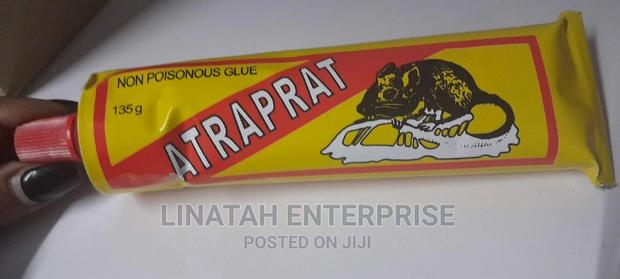 NON POISONOUS GLUE
135g
ATRAPRAT
LINATAH ENTERPRISE
POSTED ON JIJI